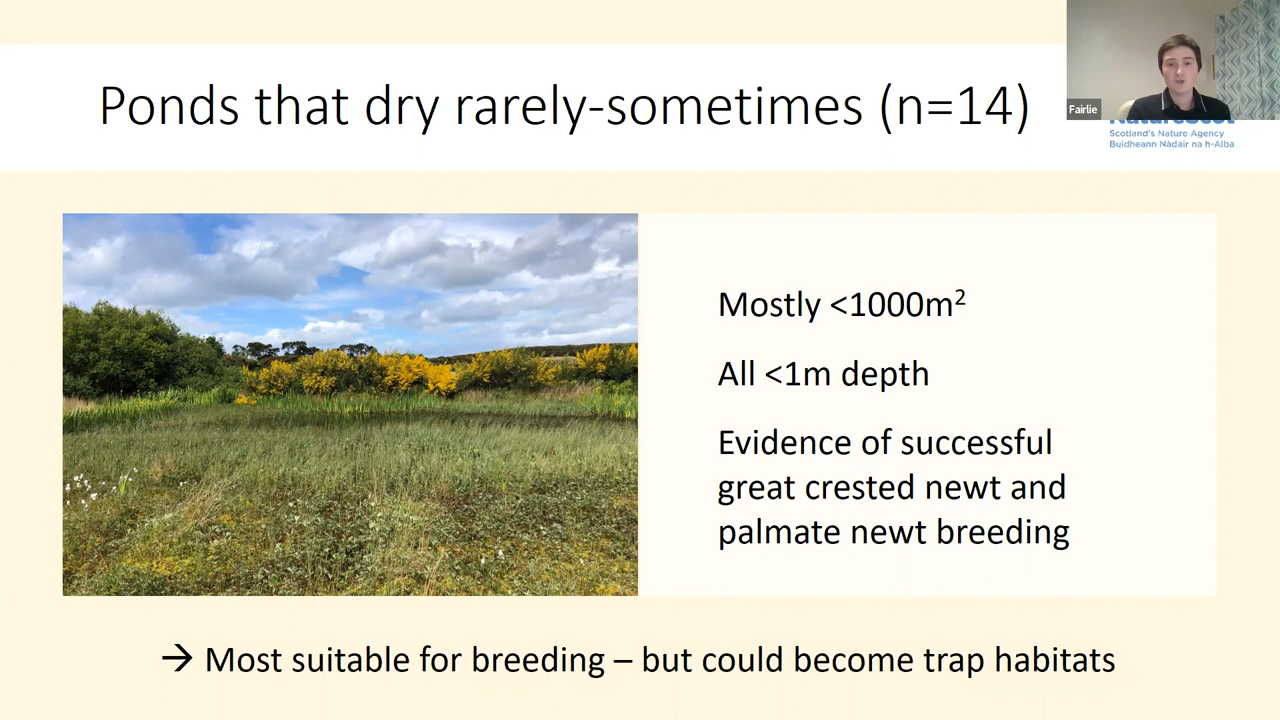 Ponds that dry rarely-sometimes (n=14)
Fairlie
NatureScot
Scotland's Nature Agency
Buidheann Nàdair na h-Alba
Mostly <1000m²
All <1m depth
Evidence of successful
great crested newt and
palmate newt breeding
→ Most suitable for breeding – but could become trap habitats